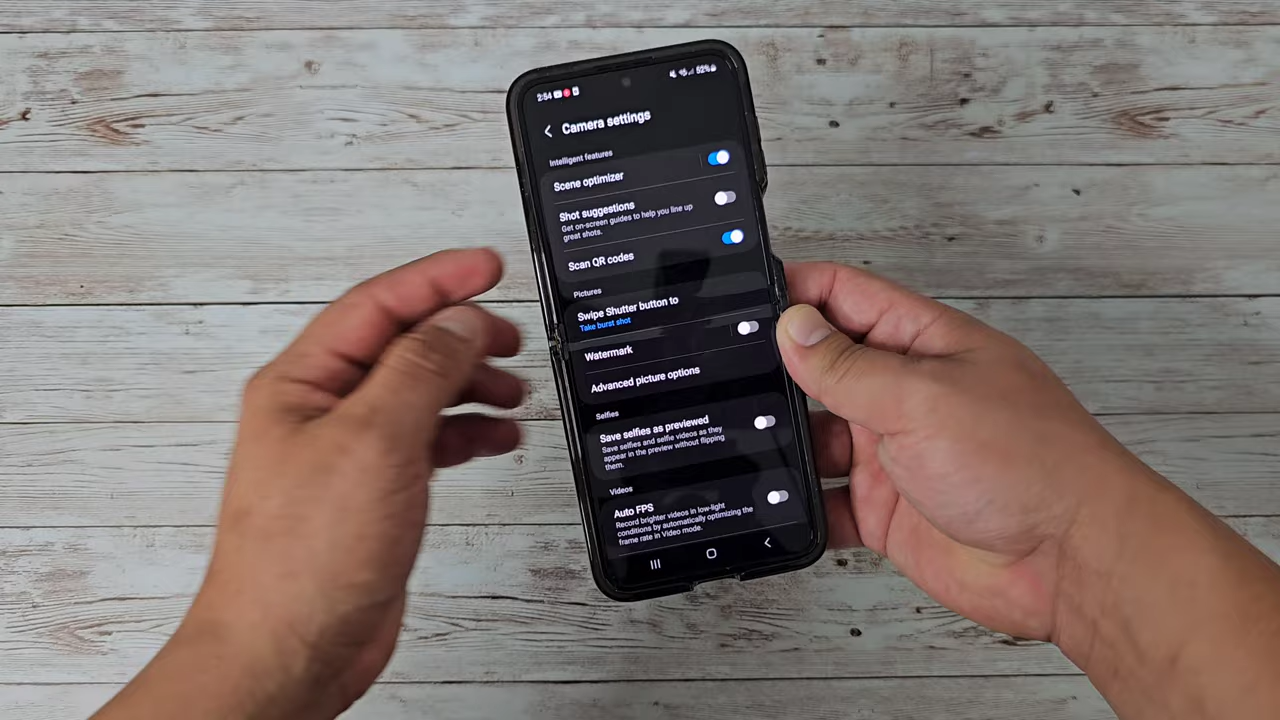 2:54
52%
Camera settings
Intelligent features
Scene optimizer
Shot suggestions
Get on-screen guides to help you line up
great shots.
Scan QR codes
Pictures
Swipe Shutter button to
Take burst shot
Watermark
Advanced picture options
Selfies
Save selfies as previewed
Save selfies and selfie videos as they
appear in the preview without flipping
them.
Videos
Auto FPS
Record brighter videos in low-light
conditions by automatically optimizing the
frame rate in Video mode.